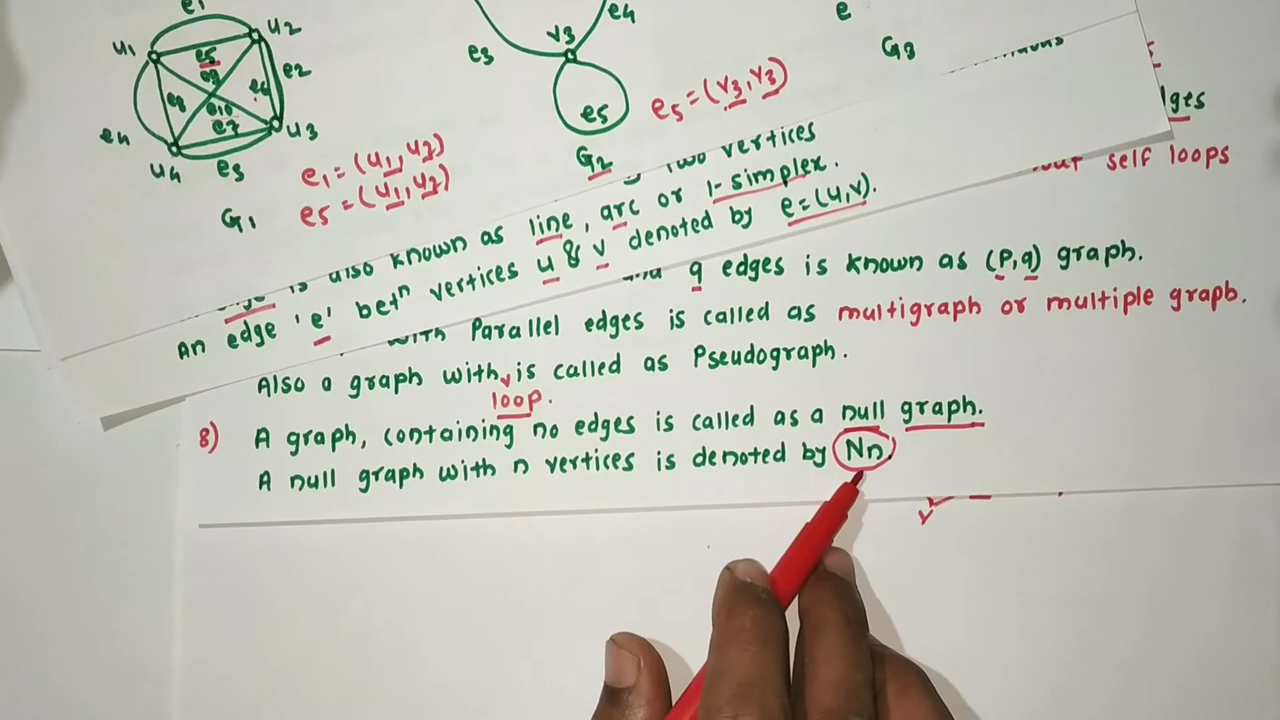 e1
u1
u2
e5
e9
e2
e8
e6
e10
e7
e4
u3
u4
e3
G1
e1 = (u1, u2)
e5 = (u1, u2)
e3
v3
e4
e5
e5 = (v3, v3)
G2
e
G3
two vertices
also known as line, arc or 1-simplex.
An edge 'e' betn vertices u & v denoted by e = (u, v).
self loops
q edges is known as (P, q) graph.
with Parallel edges is called as multigraph or multiple graph.
Also a graph with loop is called as Pseudograph.
8) A graph, containing no edges is called as a null graph.
A null graph with n vertices is denoted by Nn.